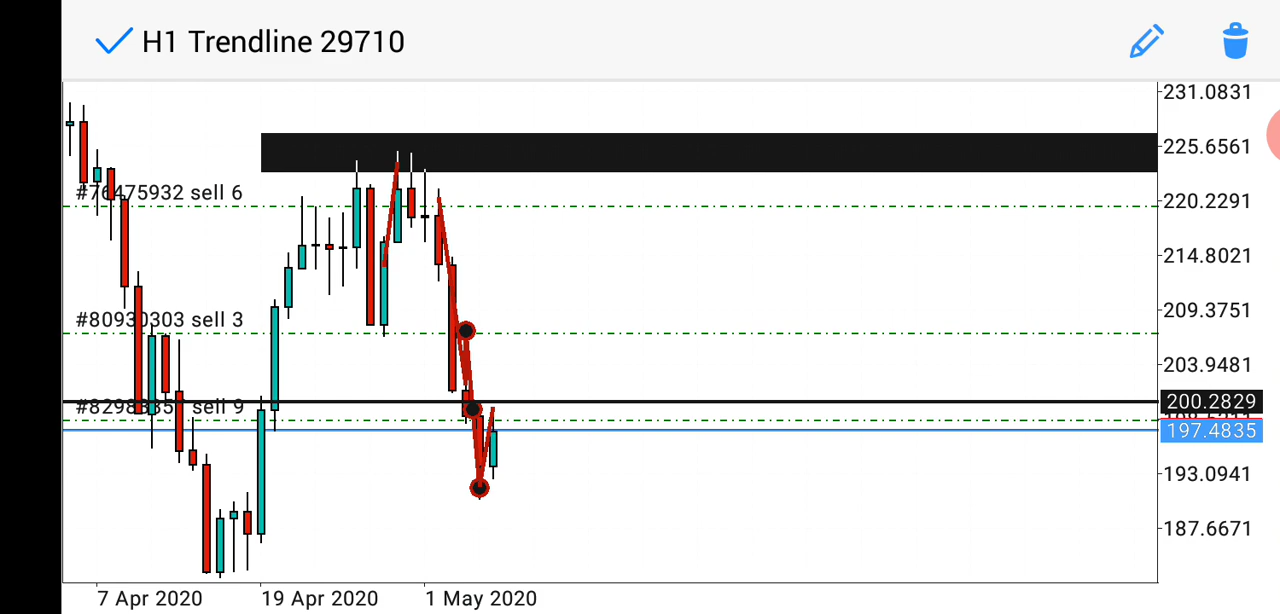 H1 Trendline 29710
231.0831
225.6561
#76475932 sell 6
220.2291
214.8021
#80930303 sell 3
209.3751
203.9481
200.2829
sell 9
197.4835
193.0941
187.6671
7 Apr 2020 19 Apr 2020 1 May 2020